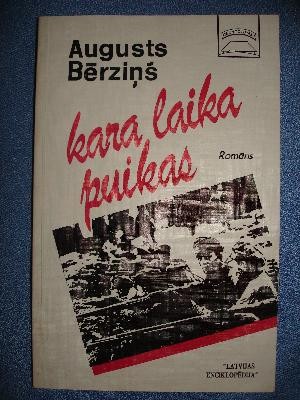 Augusts
Bērziņš
kara laika
puikas
Romāns
"LATVIJAS
ENCIKLOPĒDIJA"